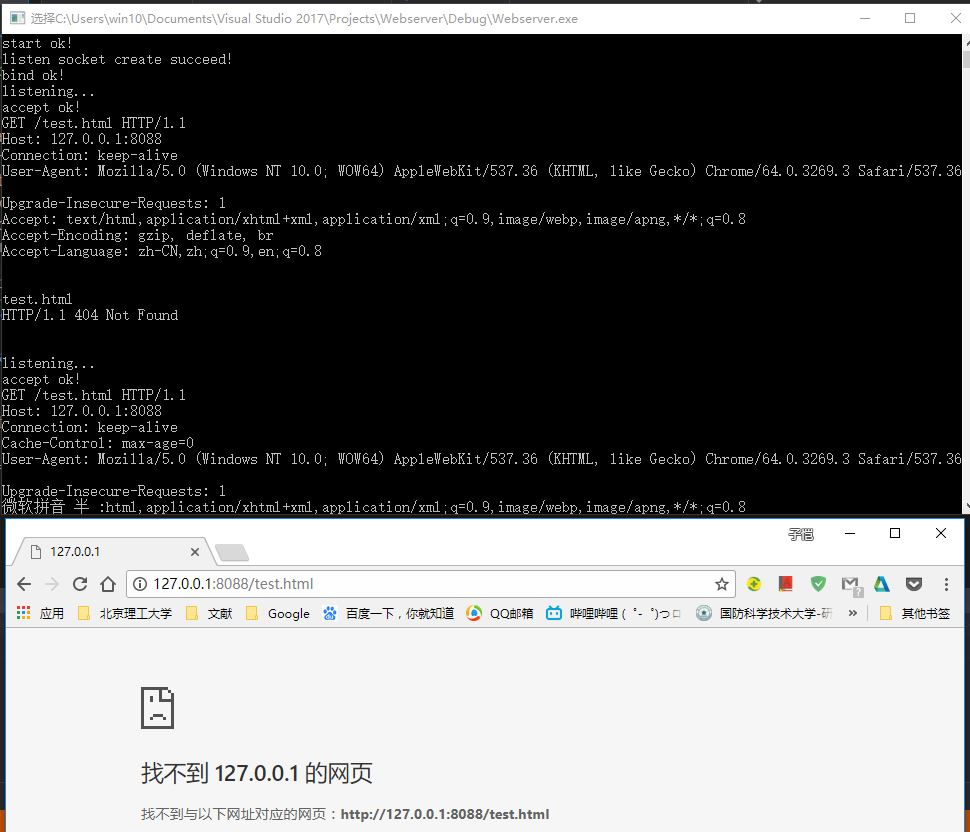 选择C:\Users\win10\Documents\Visual Studio 2017\Projects\Webserver\Debug\Webserver.exe
start ok!
listen socket create succeed!
bind ok!
listening...
accept ok!
GET /test.html HTTP/1.1
Host: 127.0.0.1:8088
Connection: keep-alive
User-Agent: Mozilla/5.0 (Windows NT 10.0; WOW64) AppleWebKit/537.36 (KHTML, like Gecko) Chrome/64.0.3269.3 Safari/537.36
Upgrade-Insecure-Requests: 1
Accept: text/html,application/xhtml+xml,application/xml;q=0.9,image/webp,image/apng,*/*;q=0.8
Accept-Encoding: gzip, deflate, br
Accept-Language: zh-CN,zh;q=0.9,en;q=0.8
test.html
HTTP/1.1 404 Not Found
listening...
accept ok!
GET /test.html HTTP/1.1
Host: 127.0.0.1:8088
Connection: keep-alive
Cache-Control: max-age=0
User-Agent: Mozilla/5.0 (Windows NT 10.0; WOW64) AppleWebKit/537.36 (KHTML, like Gecko) Chrome/64.0.3269.3 Safari/537.36
Upgrade-Insecure-Requests: 1
微软拼音 半 :html,application/xhtml+xml,application/xml;q=0.9,image/webp,image/apng,*/*;q=0.8
127.0.0.1
127.0.0.1:8088/test.html
应用 北京理工大学 文献 Google 百度一下，你就知道 QQ邮箱 哔哩哔哩 ( ゜- ゜)つロ 国防科学技术大学-研 » 其他书签
找不到 127.0.0.1 的网页
找不到与以下网址对应的网页：http://127.0.0.1:8088/test.html